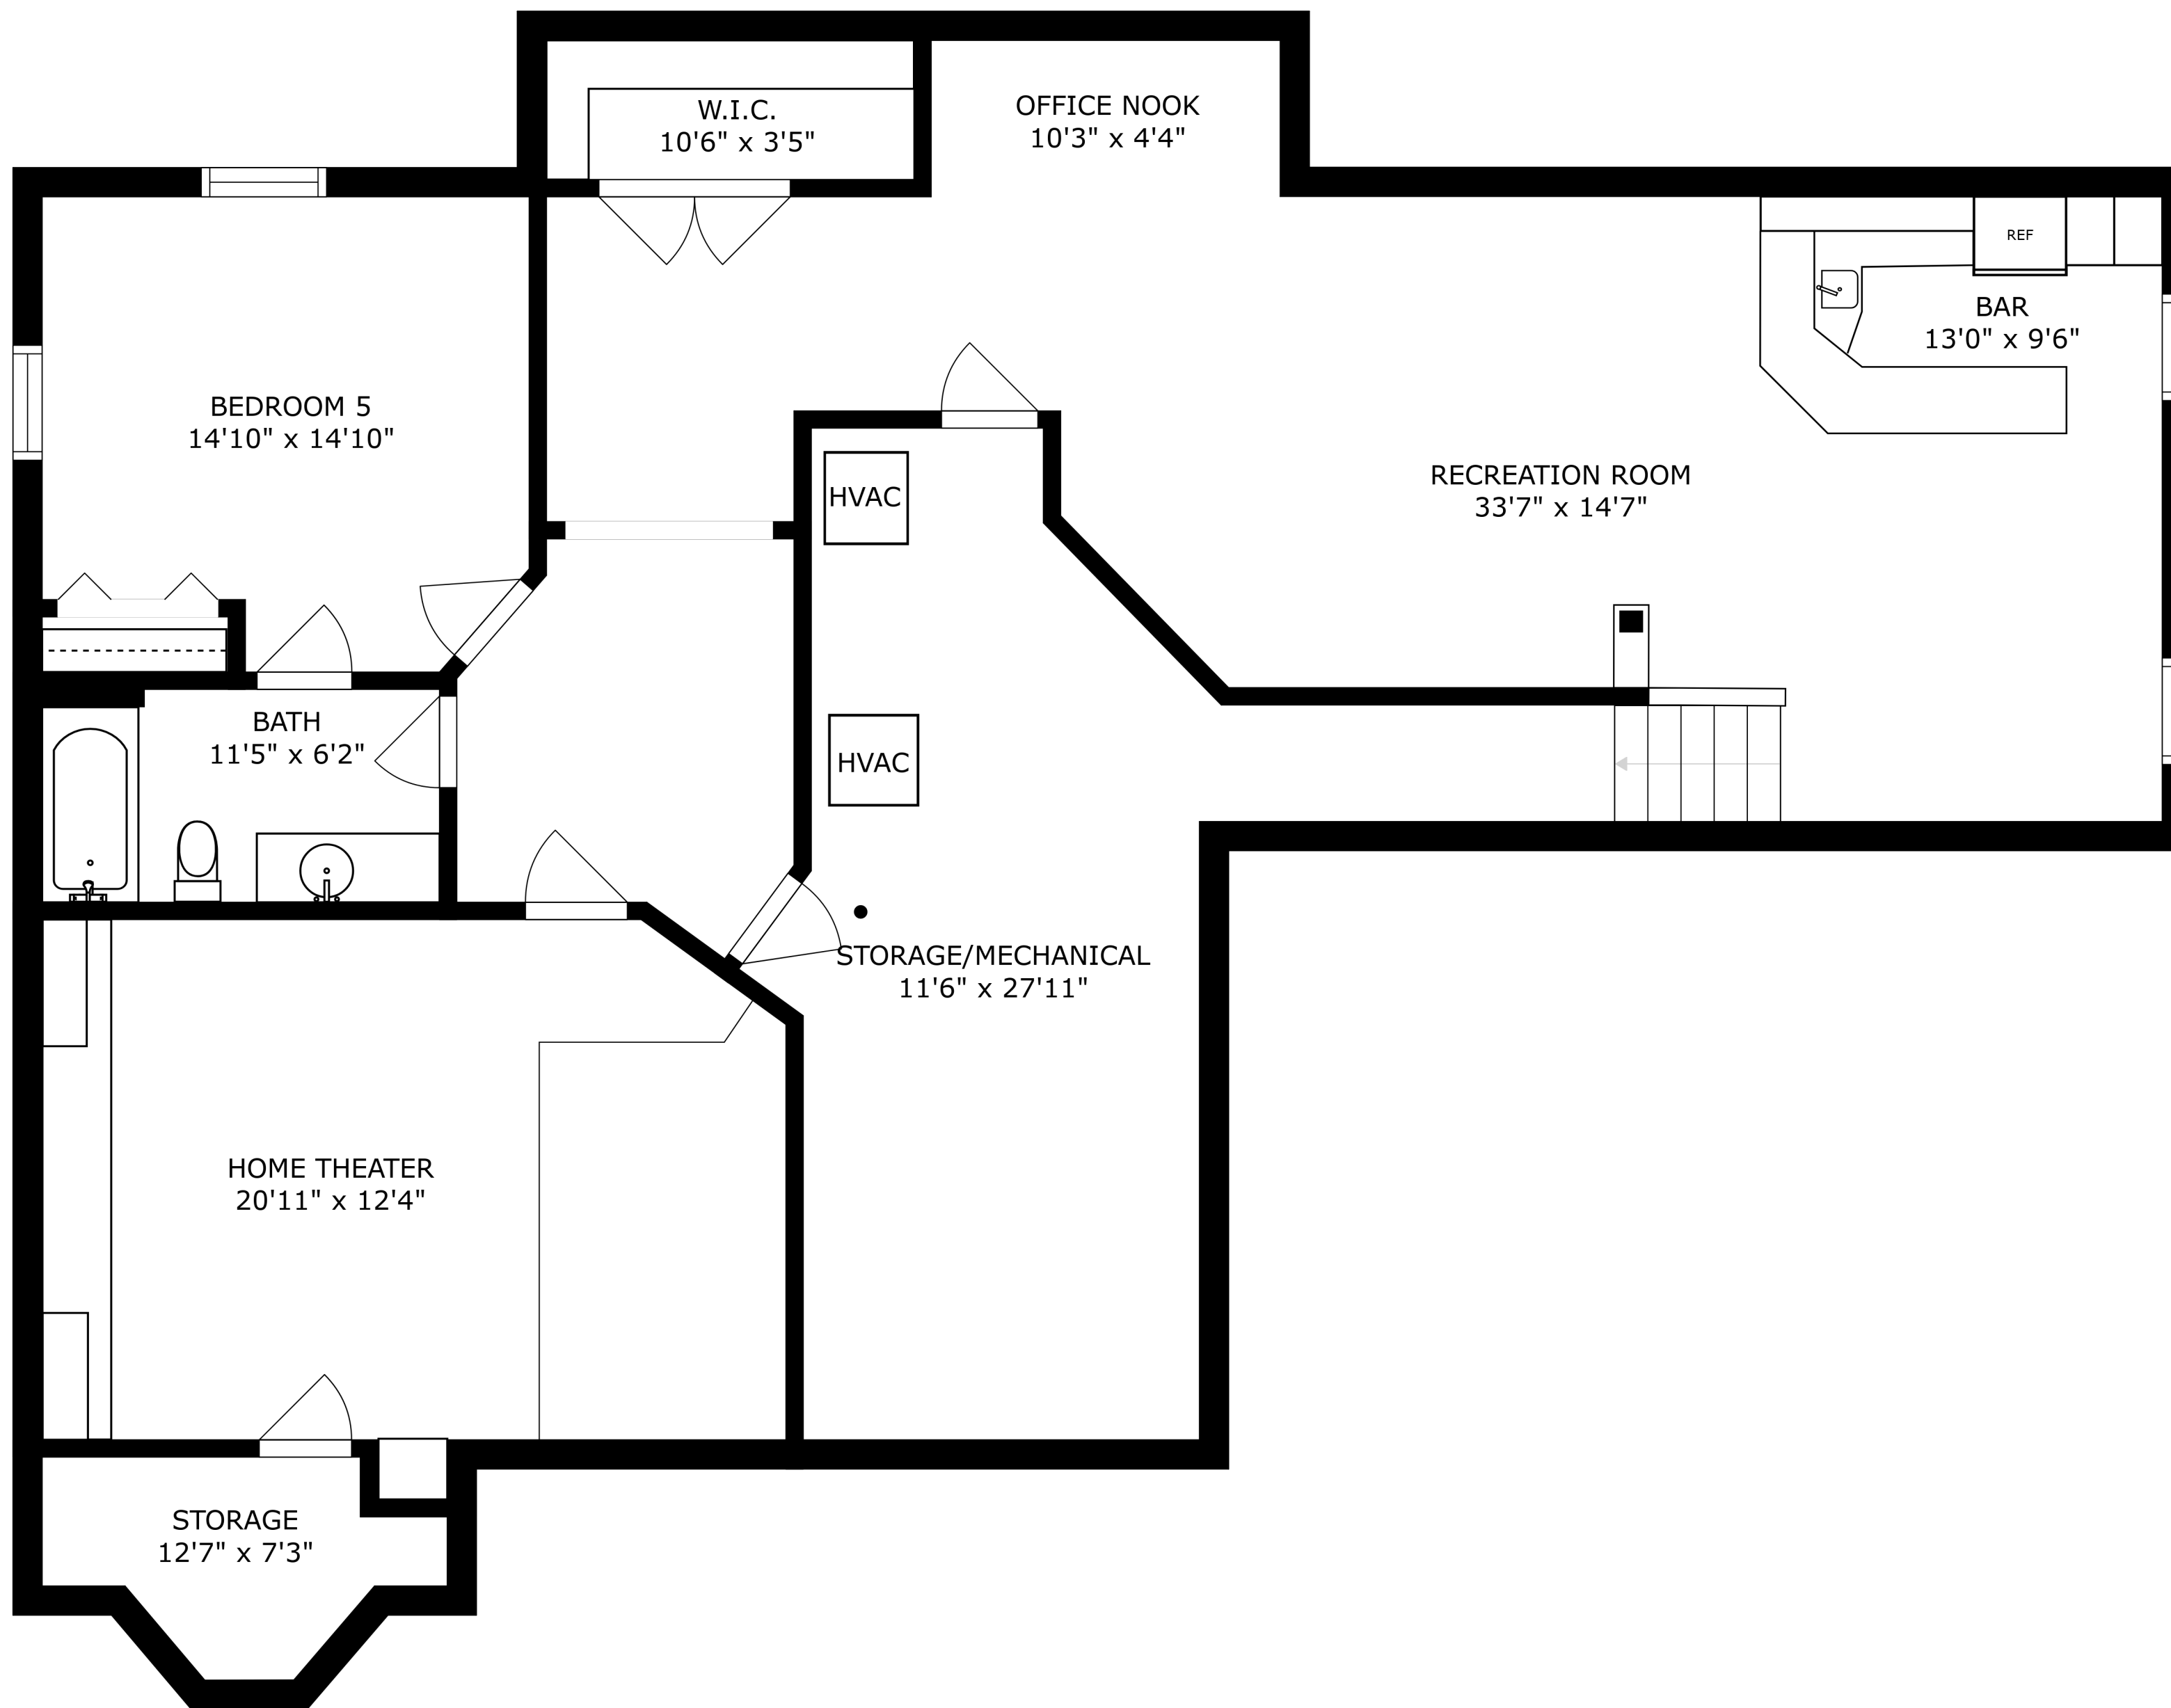 W.I.C.
10'6" x 3'5"
OFFICE NOOK
10'3" x 4'4"
REF
BAR
13'0" x 9'6"
BEDROOM 5
14'10" x 14'10"
RECREATION ROOM
33'7" x 14'7"
HVAC
BATH
11'5" x 6'2"
HVAC
STORAGE/MECHANICAL
11'6" x 27'11"
HOME THEATER
20'11" x 12'4"
STORAGE
12'7" x 7'3"